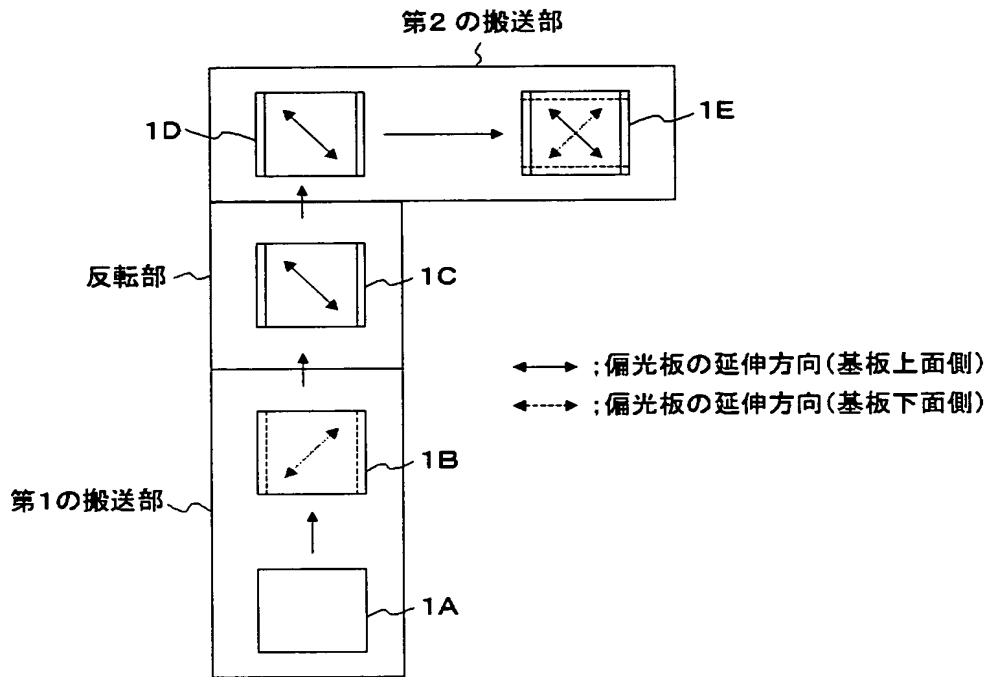 第2の搬送部
1D
1E
反転部
1C
;偏光板の延伸方向(基板上面側)
;偏光板の延伸方向(基板下面側)
1B
第1の搬送部
1A